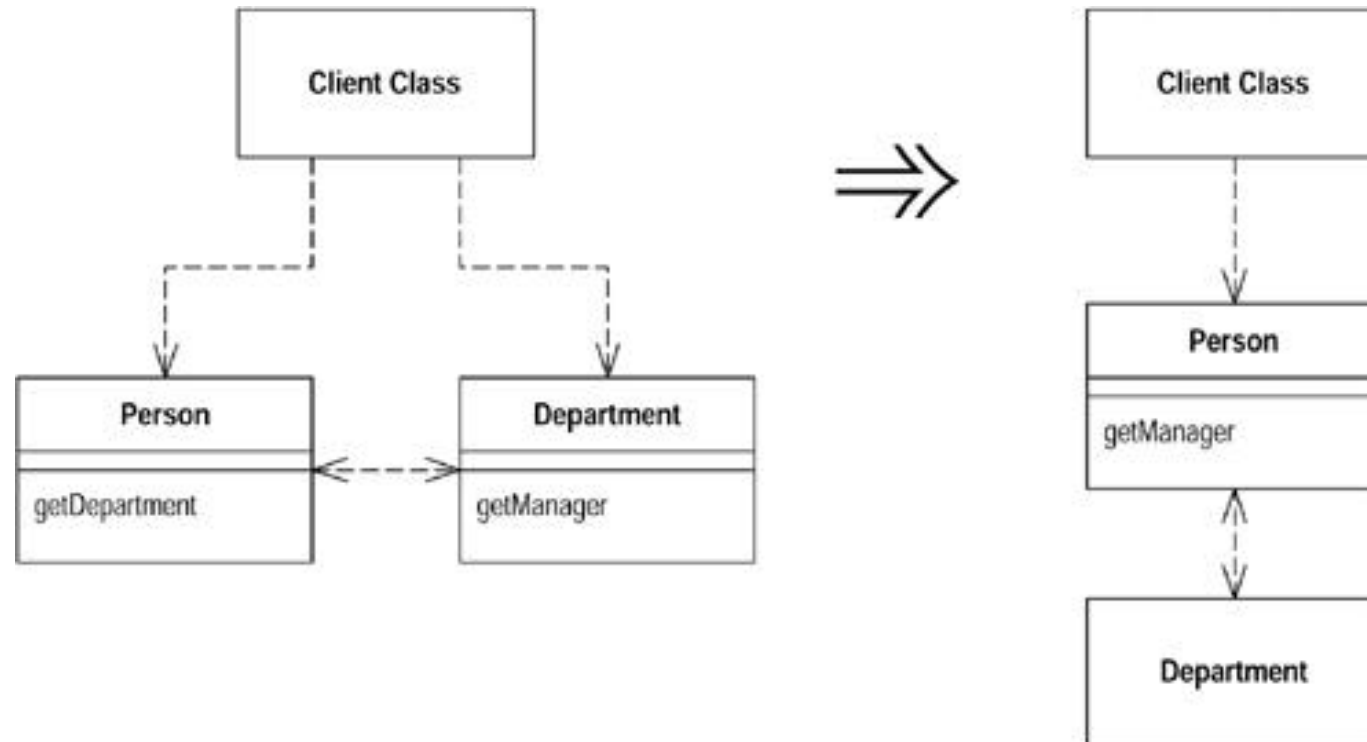 Client Class
Person
getDepartment
Department
getManager
Client Class
Person
getManager
Department